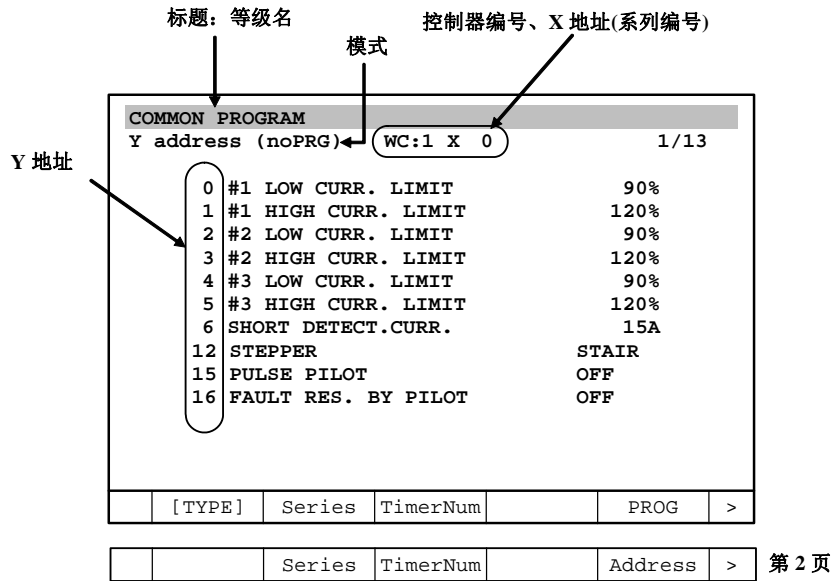 标题：等级名
控制器编号、X 地址(系列编号)
模式
COMMON PROGRAM
Y address (noPRG) WC:1 X 0 1/13
Y 地址
0 #1 LOW CURR. LIMIT 90%
1 #1 HIGH CURR. LIMIT 120%
2 #2 LOW CURR. LIMIT 90%
3 #2 HIGH CURR. LIMIT 120%
4 #3 LOW CURR. LIMIT 90%
5 #3 HIGH CURR. LIMIT 120%
6 SHORT DETECT.CURR. 15A
12 STEPPER STAIR
15 PULSE PILOT OFF
16 FAULT RES. BY PILOT OFF
[TYPE] Series TimerNum PROG >
Series TimerNum Address > 第 2 页